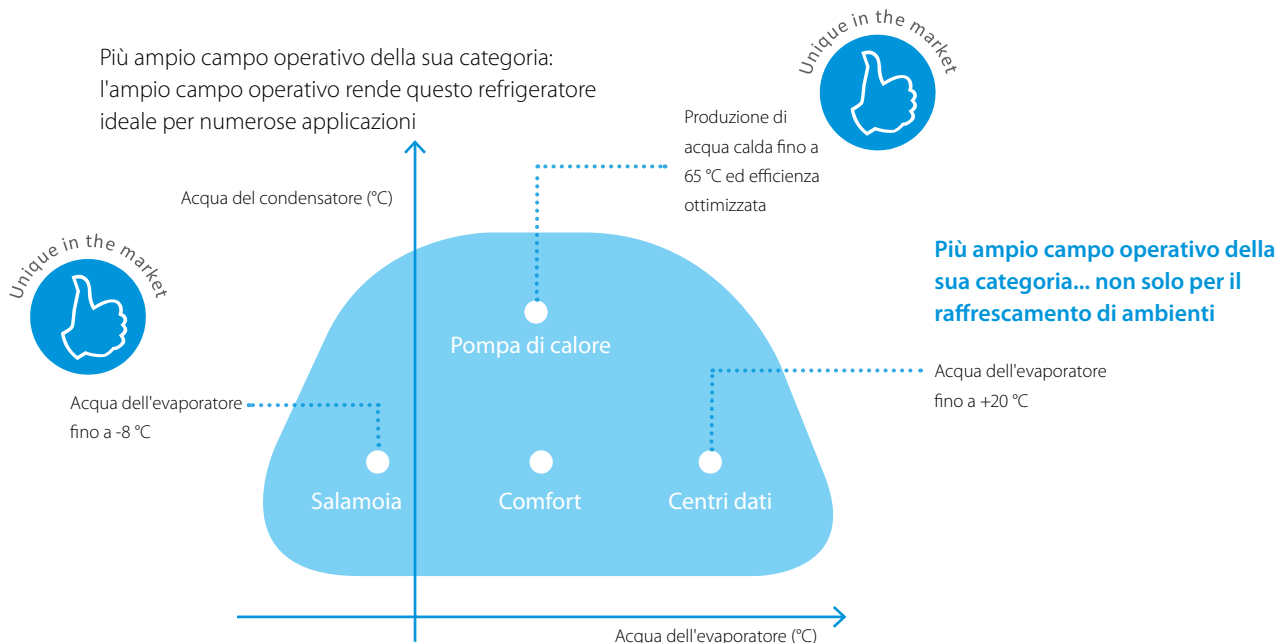 Più ampio campo operativo della sua categoria:
l'ampio campo operativo rende questo refrigeratore
ideale per numerose applicazioni
Unique in the market
Produzione di
acqua calda fino a
65 °C ed efficienza
ottimizzata
Acqua del condensatore (°C)
Unique in the market
Più ampio campo operativo della
sua categoria... non solo per il
raffrescamento di ambienti
Pompa di calore
Acqua dell'evaporatore
fino a +20 °C
Acqua dell'evaporatore
fino a -8 °C
Salamoia
Comfort
Centri dati
Acqua dell'evaporatore (°C)